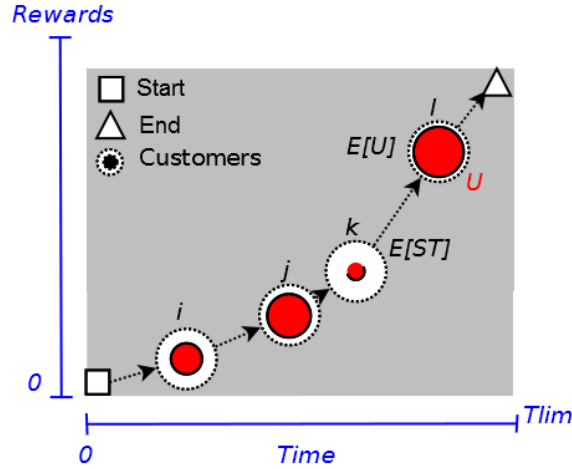 Rewards
Start
End
Customers
l
E[U]
U
k
E[ST]
j
i
0
Tlim
0
Time